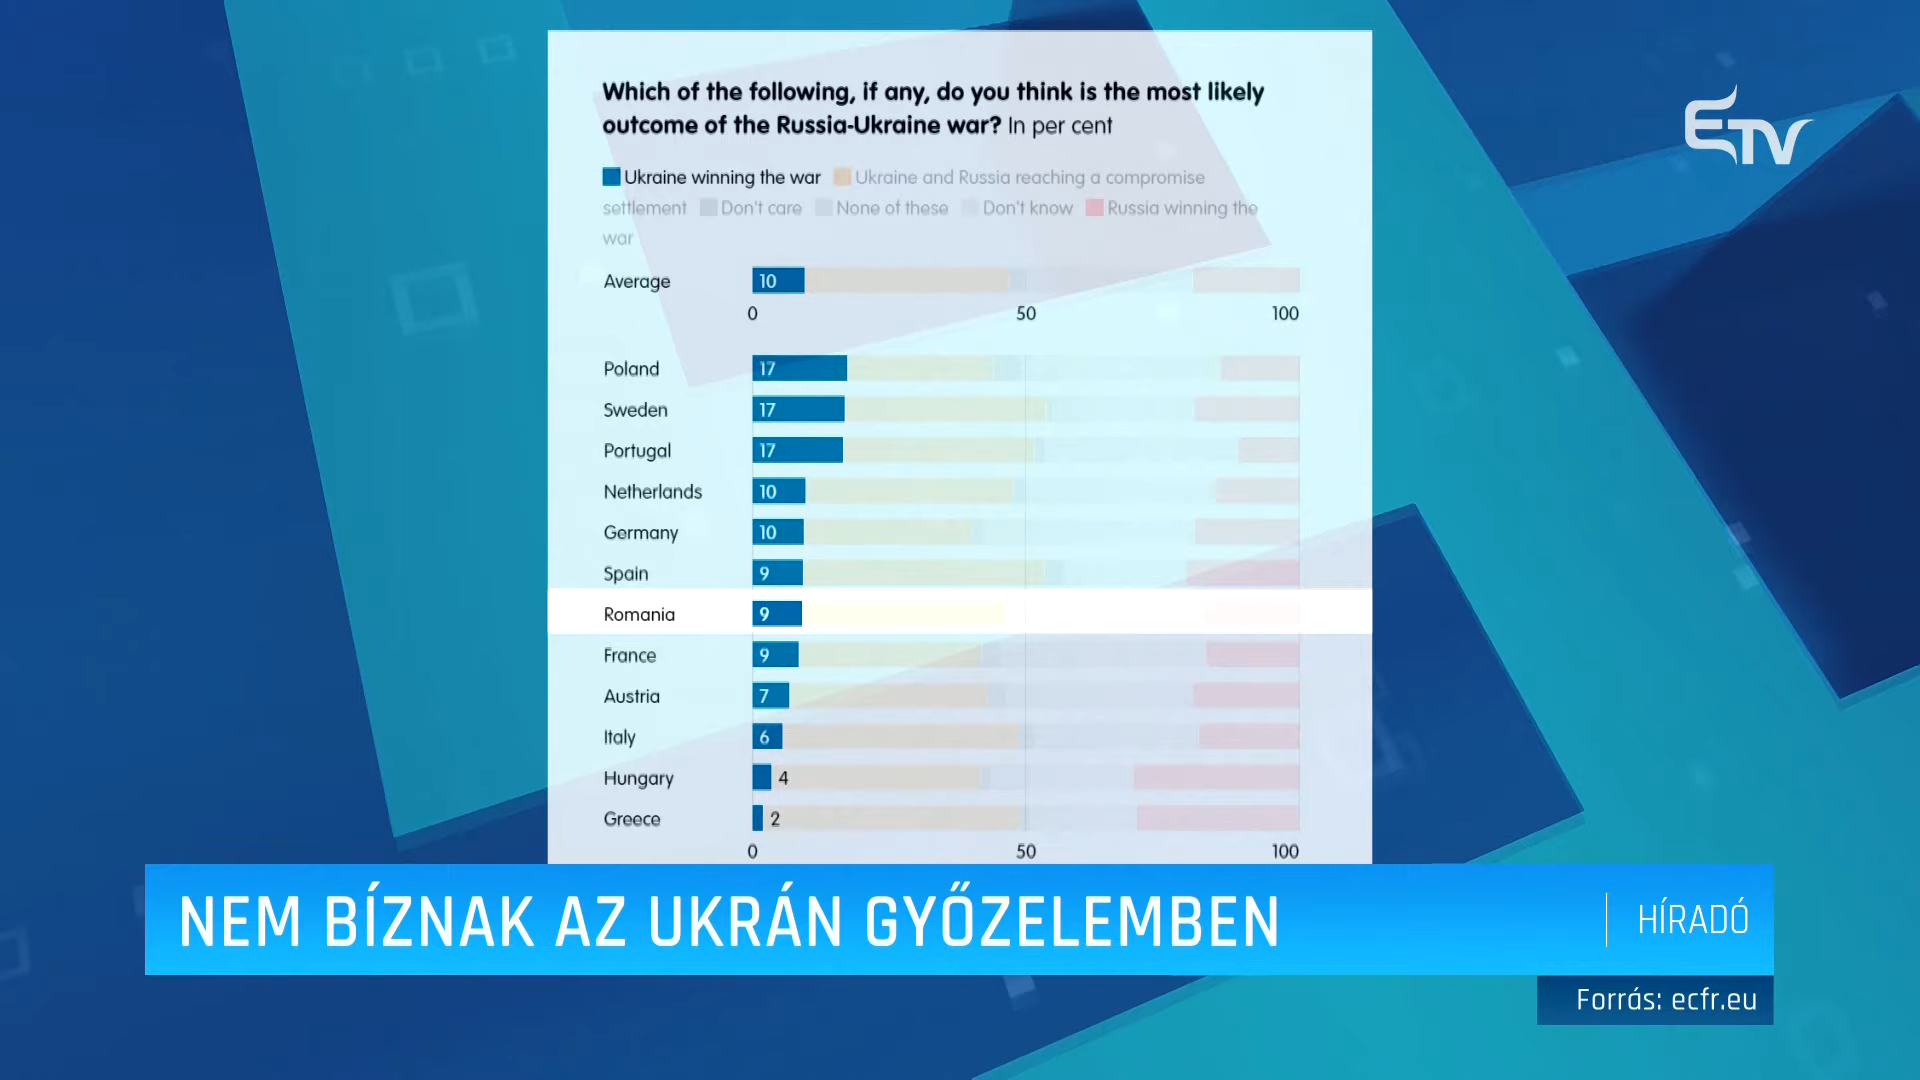 Which of the following, if any, do you think is the most likely
outcome of the Russia-Ukraine war? In per cent
Ukraine winning the war Ukraine and Russia reaching a compromise
settlement Don't care None of these Don't know Russia winning the
war
Average 10
0 50 100
Poland 17
Sweden 17
Portugal 17
Netherlands 10
Germany 10
Spain 9
Romania 9
France 9
Austria 7
Italy 6
Hungary 4
Greece 2
0 50 100
ETV
NEM BÍZNAK AZ UKRÁN GYŐZELEMBEN
HÍRADÓ
Forrás: ecfr.eu